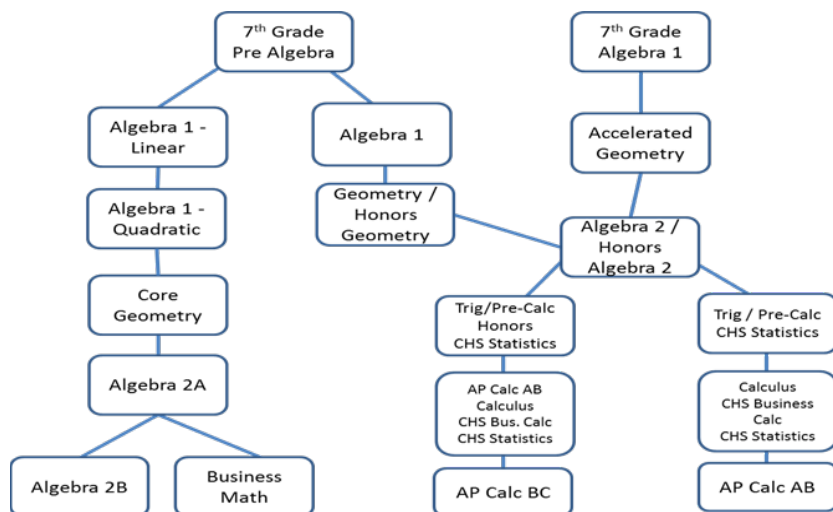 7th Grade
Pre Algebra
7th Grade
Algebra 1
Algebra 1 -
Linear
Algebra 1
Accelerated
Geometry
Algebra 1 -
Quadratic
Geometry /
Honors
Geometry
Algebra 2 /
Honors
Algebra 2
Core
Geometry
Trig/Pre-Calc
Honors
CHS Statistics
Trig / Pre-Calc
CHS Statistics
Algebra 2A
AP Calc AB
Calculus
CHS Bus. Calc
CHS Statistics
Calculus
CHS Business
Calc
CHS Statistics
Algebra 2B
Business
Math
AP Calc BC
AP Calc AB